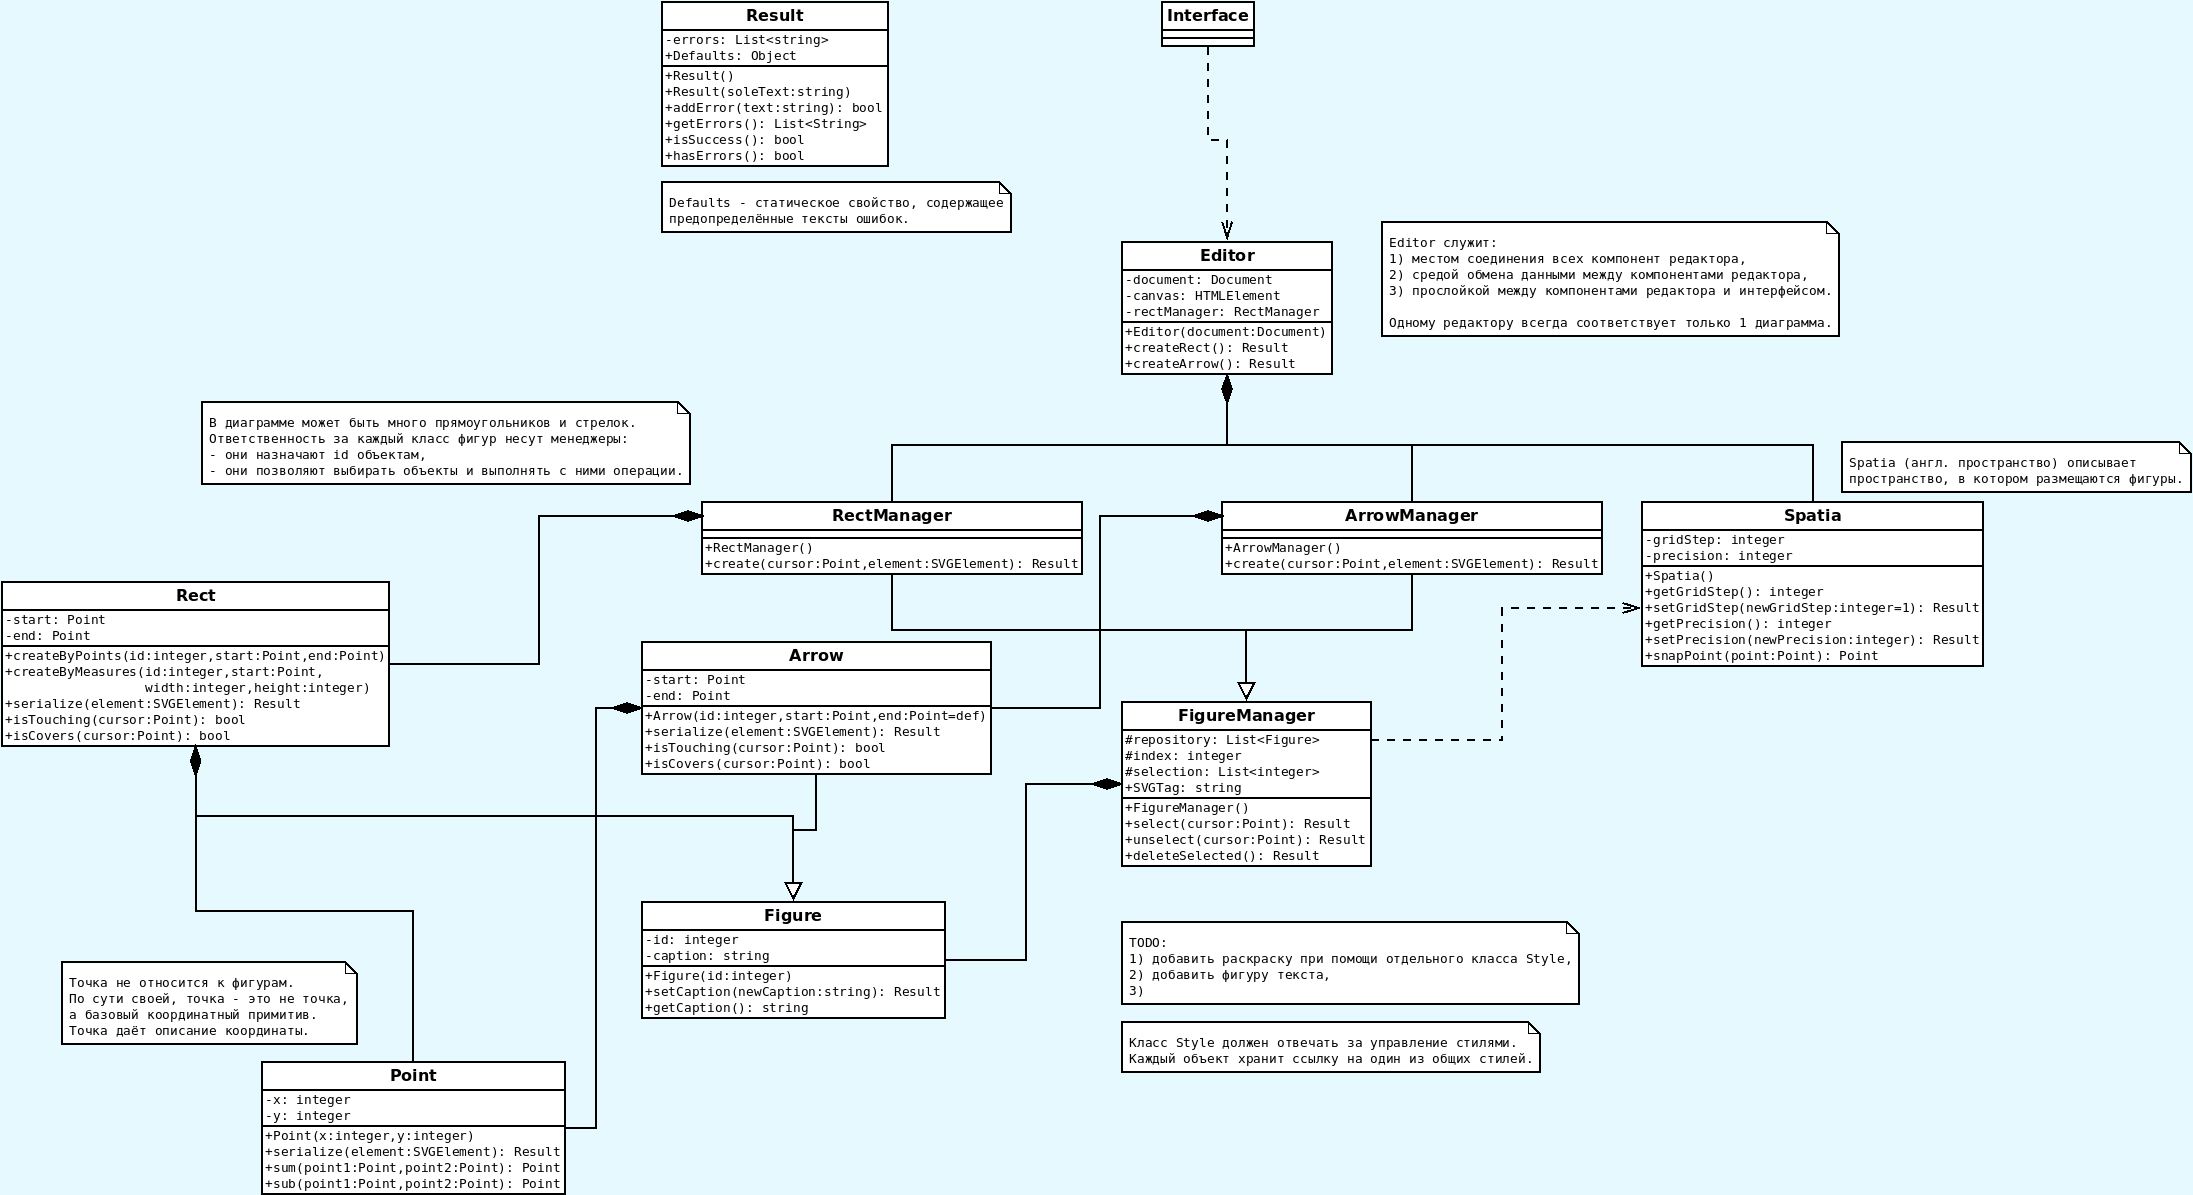 Result
-errors: List<string>
+Defaults: Object
+Result()
+Result(soleText:string)
+addError(text:string): bool
+getErrors(): List<String>
+isSuccess(): bool
+hasErrors(): bool
Defaults - статическое свойство, содержащее
предопределённые тексты ошибок.
Interface
Editor
-document: Document
-canvas: HTMLElement
-rectManager: RectManager
+Editor(document:Document)
+createRect(): Result
+createArrow(): Result
Editor служит:
1) местом соединения всех компонент редактора,
2) средой обмена данными между компонентами редактора,
3) прослойкой между компонентами редактора и интерфейсом.
Одному редактору всегда соответствует только 1 диаграмма.
В диаграмме может быть много прямоугольников и стрелок.
Ответственность за каждый класс фигур несут менеджеры:
- они назначают id объектам,
- они позволяют выбирать объекты и выполнять с ними операции.
Spatia (англ. пространство) описывает
пространство, в котором размещаются фигуры.
RectManager
+RectManager()
+create(cursor:Point,element:SVGElement): Result
ArrowManager
+ArrowManager()
+create(cursor:Point,element:SVGElement): Result
Spatia
-gridStep: integer
-precision: integer
+Spatia()
+getGridStep(): integer
+setGridStep(newGridStep:integer=1): Result
+getPrecision(): integer
+setPrecision(newPrecision:integer): Result
+snapPoint(point:Point): Point
Rect
-start: Point
-end: Point
+createByPoints(id:integer,start:Point,end:Point)
+createByMeasures(id:integer,start:Point,
width:integer,height:integer)
+serialize(element:SVGElement): Result
+isTouching(cursor:Point): bool
+isCovers(cursor:Point): bool
Arrow
-start: Point
-end: Point
+Arrow(id:integer,start:Point,end:Point=def)
+serialize(element:SVGElement): Result
+isTouching(cursor:Point): bool
+isCovers(cursor:Point): bool
FigureManager
#repository: List<Figure>
#index: integer
#selection: List<integer>
+SVGTag: string
+FigureManager()
+select(cursor:Point): Result
+unselect(cursor:Point): Result
+deleteSelected(): Result
Figure
-id: integer
-caption: string
+Figure(id:integer)
+setCaption(newCaption:string): Result
+getCaption(): string
TODO:
1) добавить раскраску при помощи отдельного класса Style,
2) добавить фигуру текста,
3)
Точка не относится к фигурам.
По сути своей, точка - это не точка,
а базовый координатный примитив.
Точка даёт описание координаты.
Класс Style должен отвечать за управление стилями.
Каждый объект хранит ссылку на один из общих стилей.
Point
-x: integer
-y: integer
+Point(x:integer,y:integer)
+serialize(element:SVGElement): Result
+sum(point1:Point,point2:Point): Point
+sub(point1:Point,point2:Point): Point